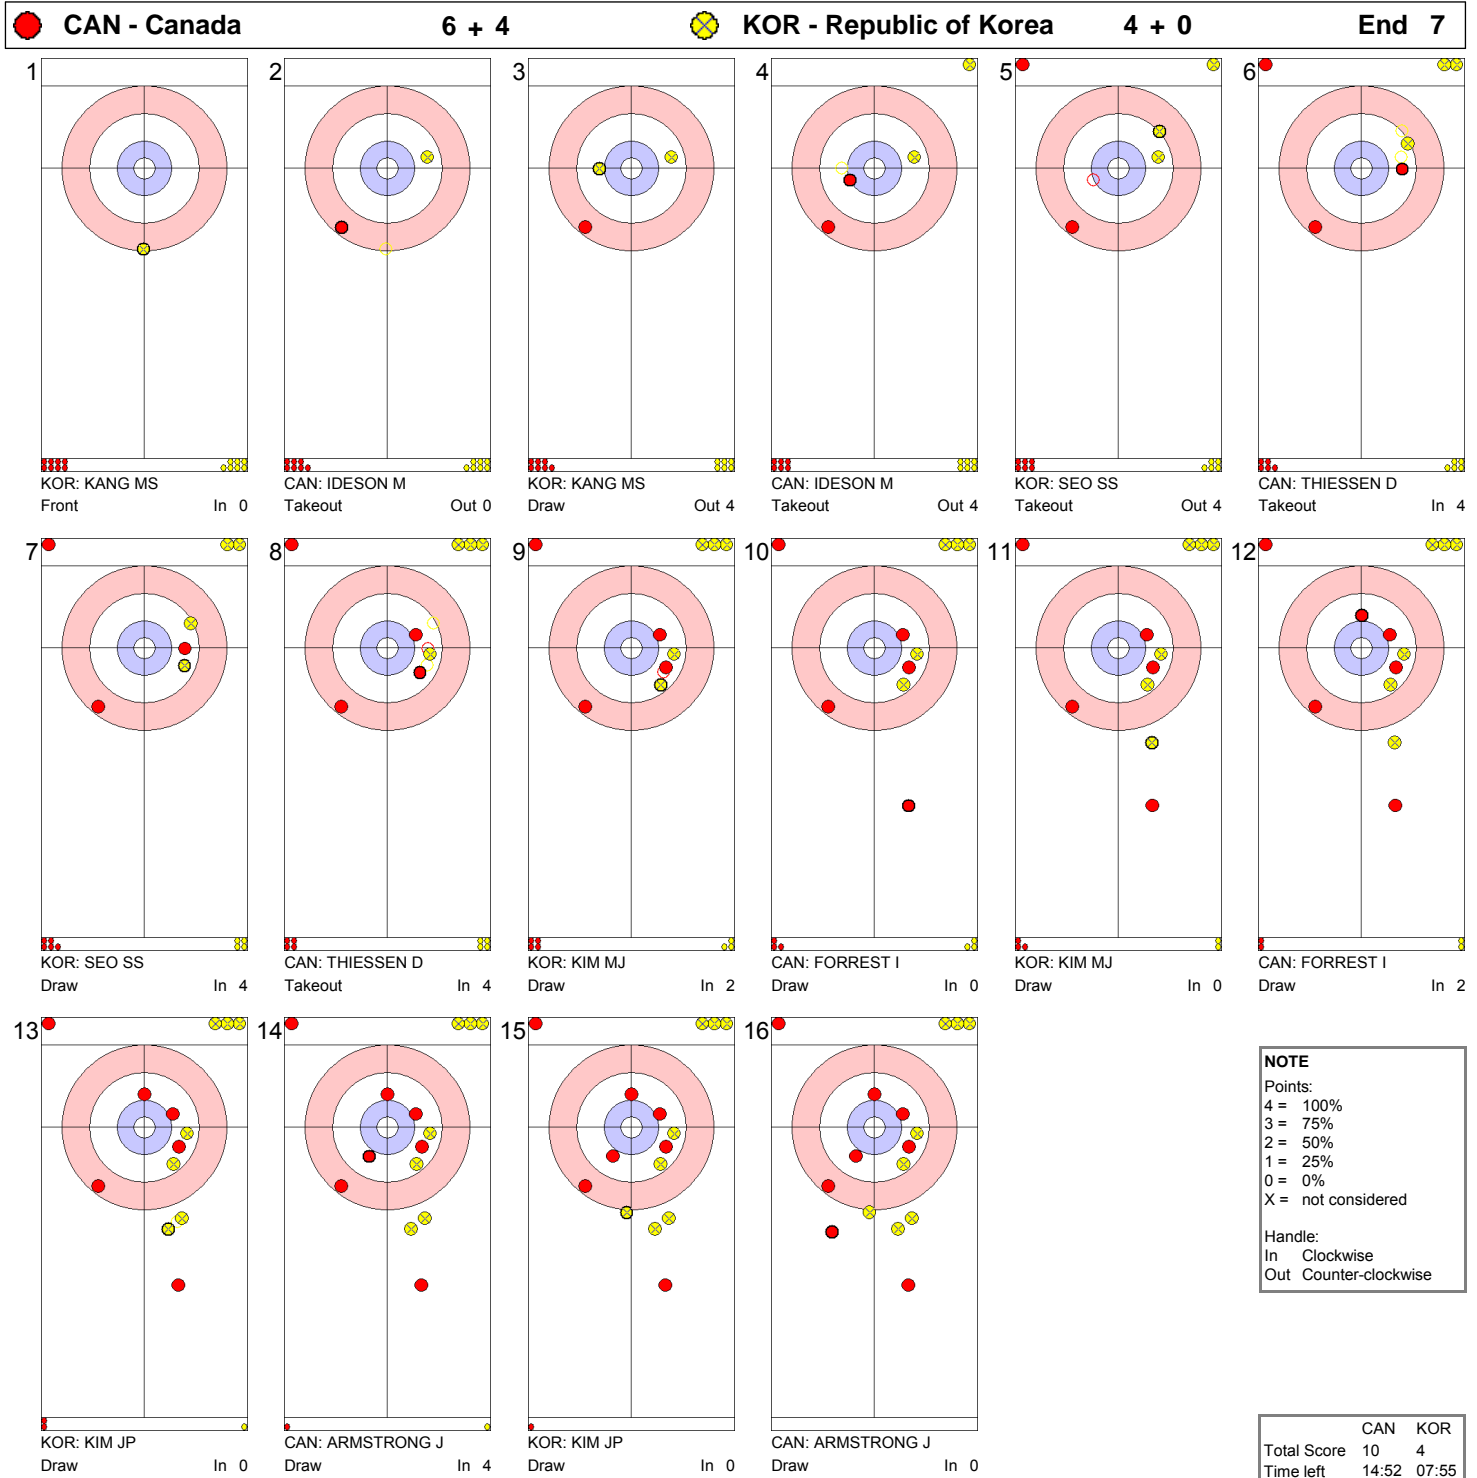 CAN - Canada 6 + 4 KOR - Republic of Korea 4 + 0 End 7
1 2 3 4 5 6
KOR: KANG MS CAN: IDESON M KOR: KANG MS CAN: IDESON M KOR: SEO SS CAN: THIESSEN D
Front In 0 Takeout Out 0 Draw Out 4 Takeout Out 4 Takeout Out 4 Takeout In 4
7 8 9 10 11 12
KOR: SEO SS CAN: THIESSEN D KOR: KIM MJ CAN: FORREST I KOR: KIM MJ CAN: FORREST I
Draw In 4 Takeout In 4 Draw In 2 Draw In 0 Draw In 0 Draw In 2
13 14 15 16
KOR: KIM JP CAN: ARMSTRONG J KOR: KIM JP CAN: ARMSTRONG J
Draw In 0 Draw In 4 Draw In 0 Draw In 0
NOTE
Points:
4 = 100%
3 = 75%
2 = 50%
1 = 25%
0 = 0%
X = not considered
Handle:
In Clockwise
Out Counter-clockwise
CAN KOR
Total Score 10 4
Time left 14:52 07:55